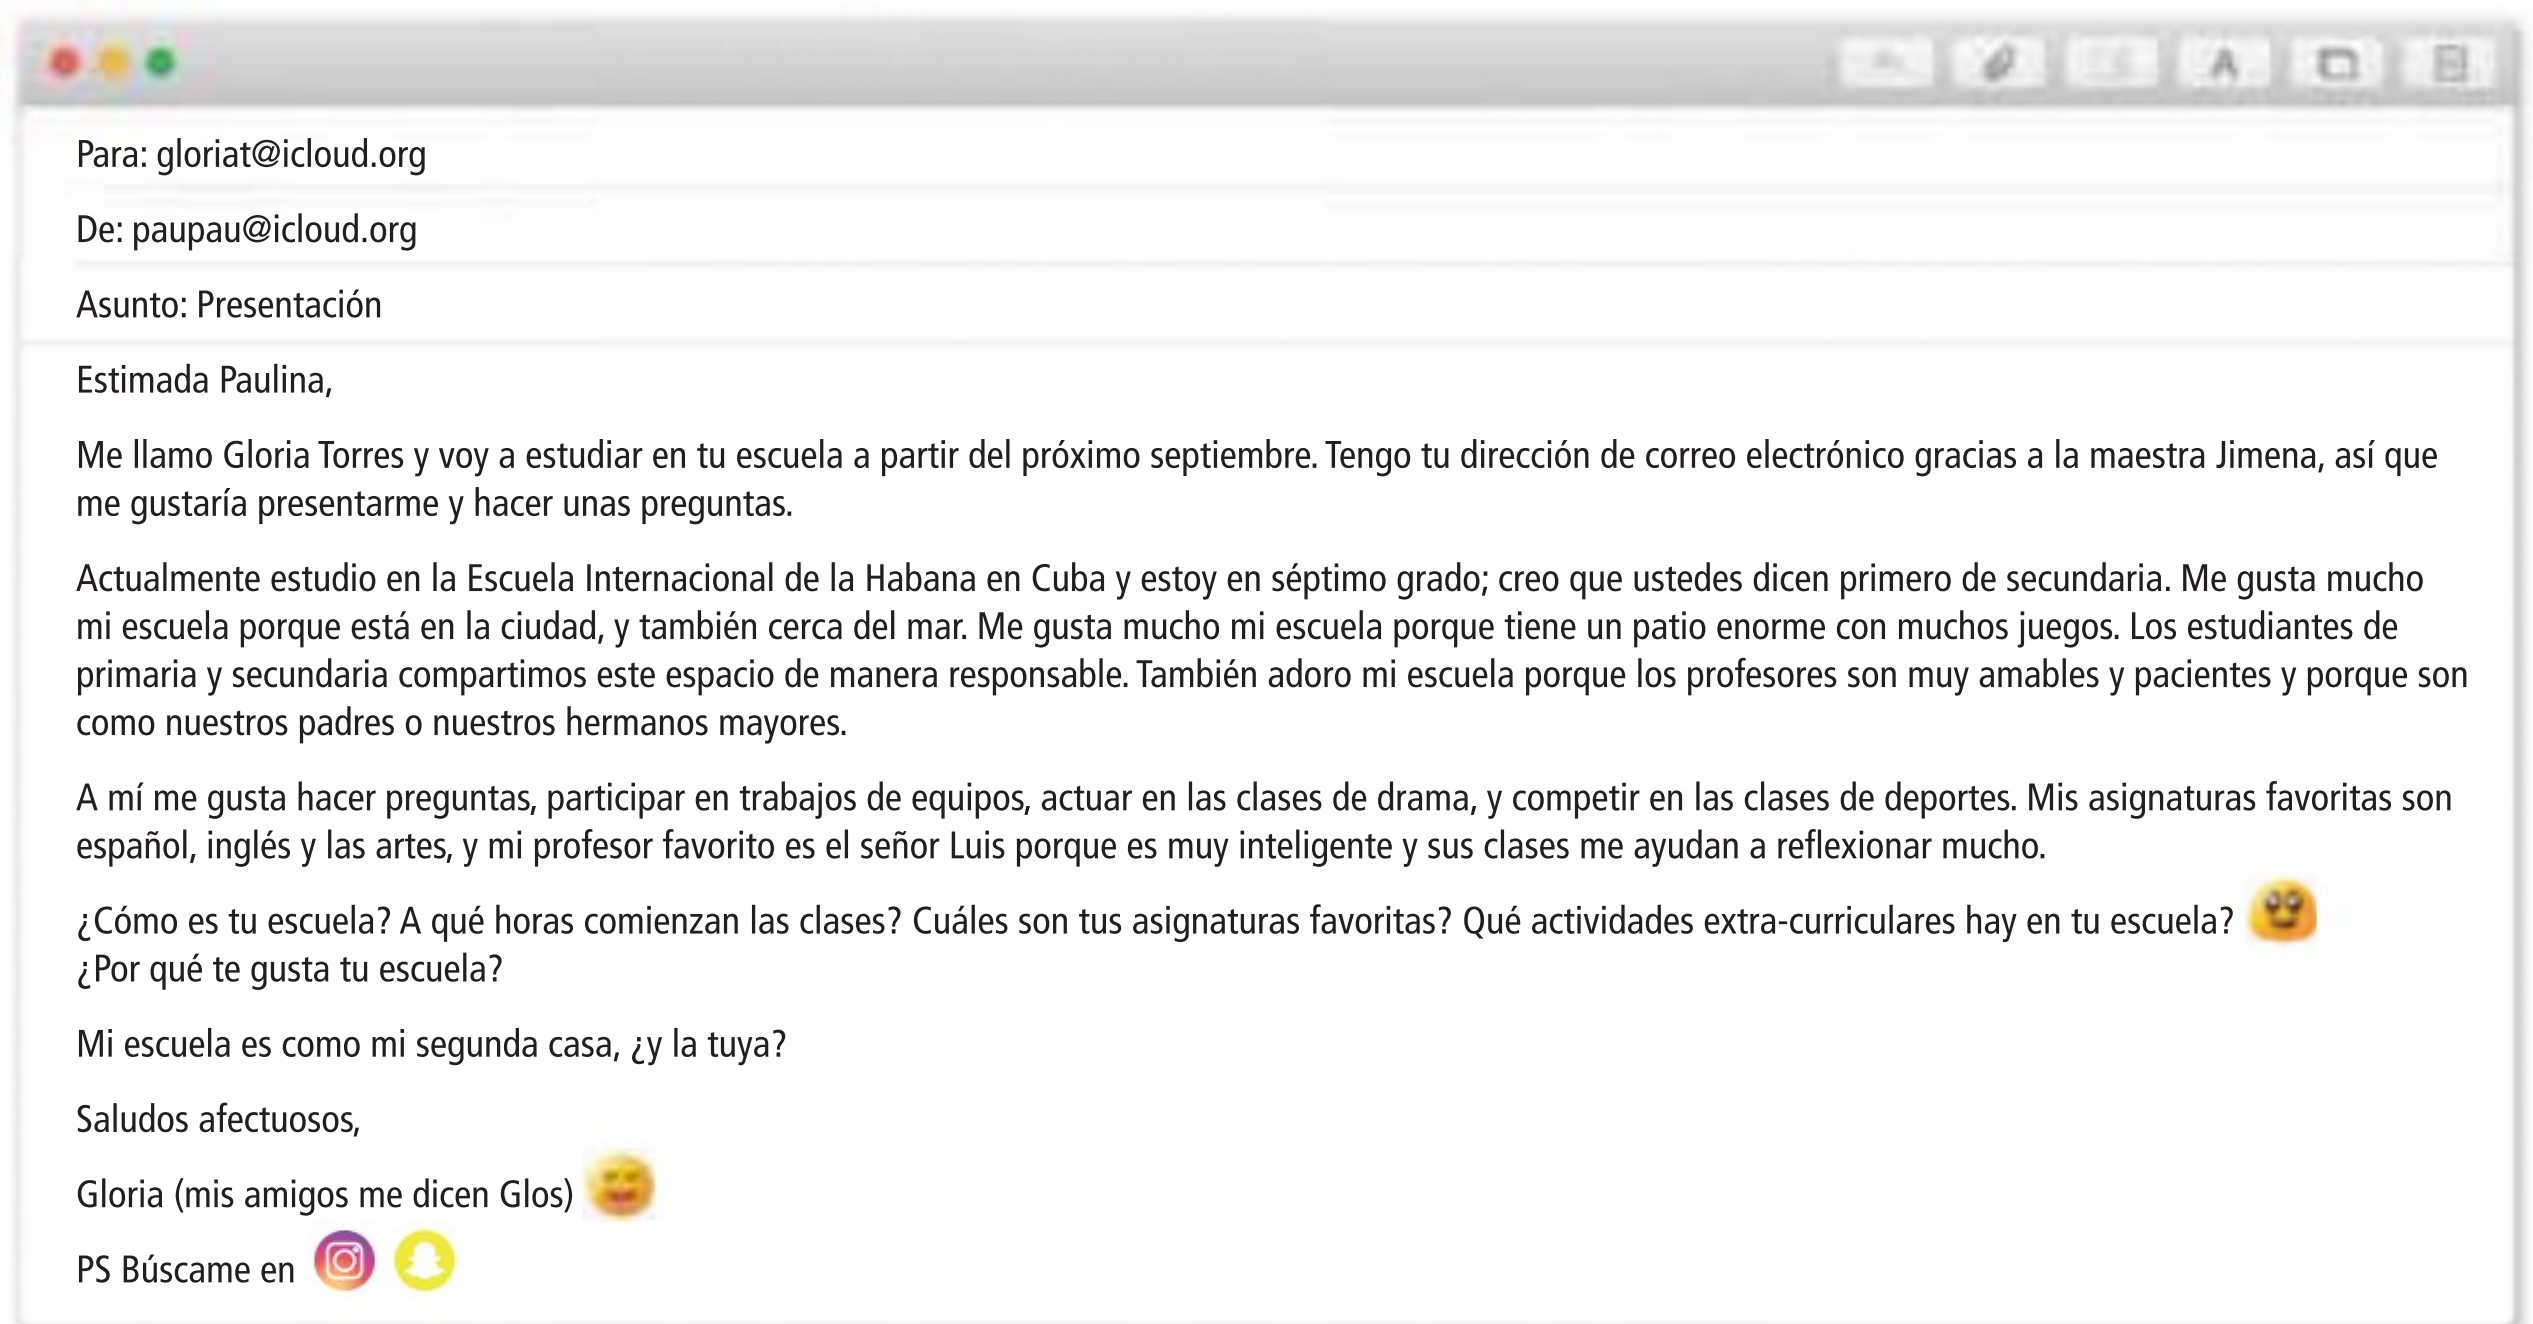 Para: gloriat@icloud.org
De: paupau@icloud.org
Asunto: Presentación
Estimada Paulina,
Me llamo Gloria Torres y voy a estudiar en tu escuela a partir del próximo septiembre. Tengo tu dirección de correo electrónico gracias a la maestra Jimena, así que
me gustaría presentarme y hacer unas preguntas.
Actualmente estudio en la Escuela Internacional de la Habana en Cuba y estoy en séptimo grado; creo que ustedes dicen primero de secundaria. Me gusta mucho
mi escuela porque está en la ciudad, y también cerca del mar. Me gusta mucho mi escuela porque tiene un patio enorme con muchos juegos. Los estudiantes de
primaria y secundaria compartimos este espacio de manera responsable. También adoro mi escuela porque los profesores son muy amables y pacientes y porque son
como nuestros padres o nuestros hermanos mayores.
A mí me gusta hacer preguntas, participar en trabajos de equipos, actuar en las clases de drama, y competir en las clases de deportes. Mis asignaturas favoritas son
español, inglés y las artes, y mi profesor favorito es el señor Luis porque es muy inteligente y sus clases me ayudan a reflexionar mucho.
¿Cómo es tu escuela? A qué horas comienzan las clases? Cuáles son tus asignaturas favoritas? Qué actividades extra-curriculares hay en tu escuela?
¿Por qué te gusta tu escuela?
Mi escuela es como mi segunda casa, ¿y la tuya?
Saludos afectuosos,
Gloria (mis amigos me dicen Glos)
PS Búscame en